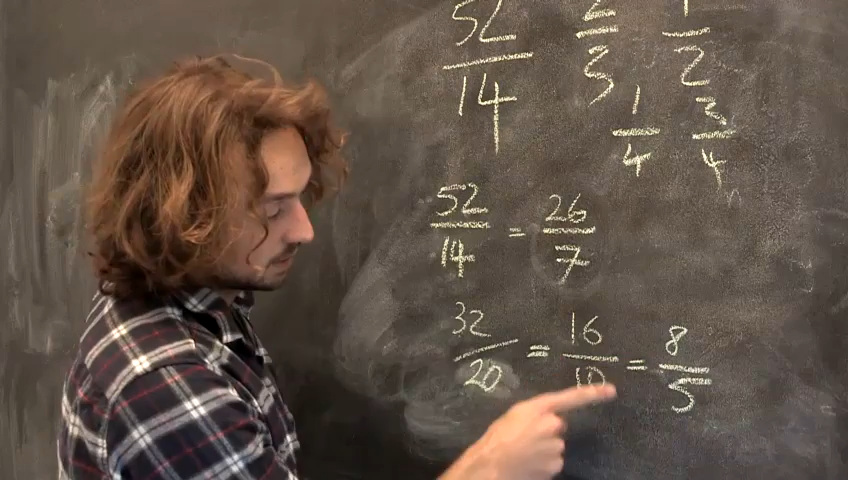 52/14 2/3 1/2
1/4 3/4
52/14 = 26/7
32/20 = 16/10 = 8/5